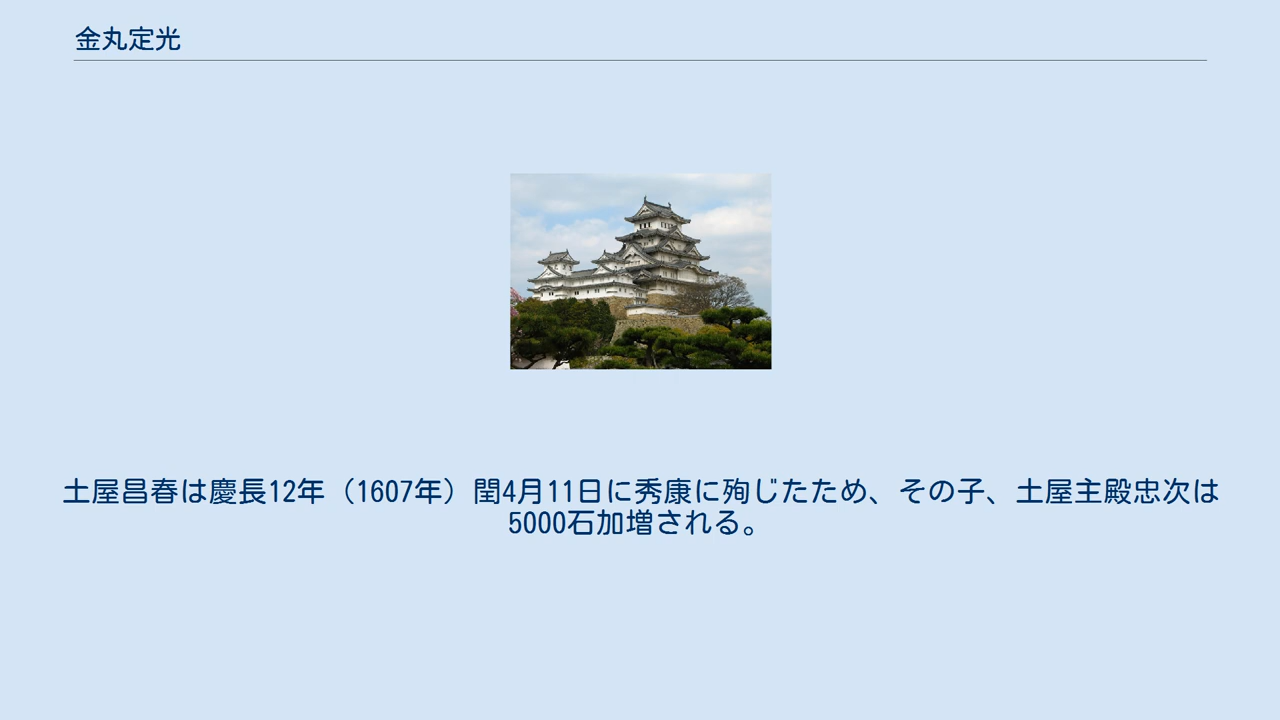 金丸定光
土屋昌春は慶長12年（1607年）閏4月11日に秀康に殉じたため、その子、土屋主殿忠次は
5000石加増される。